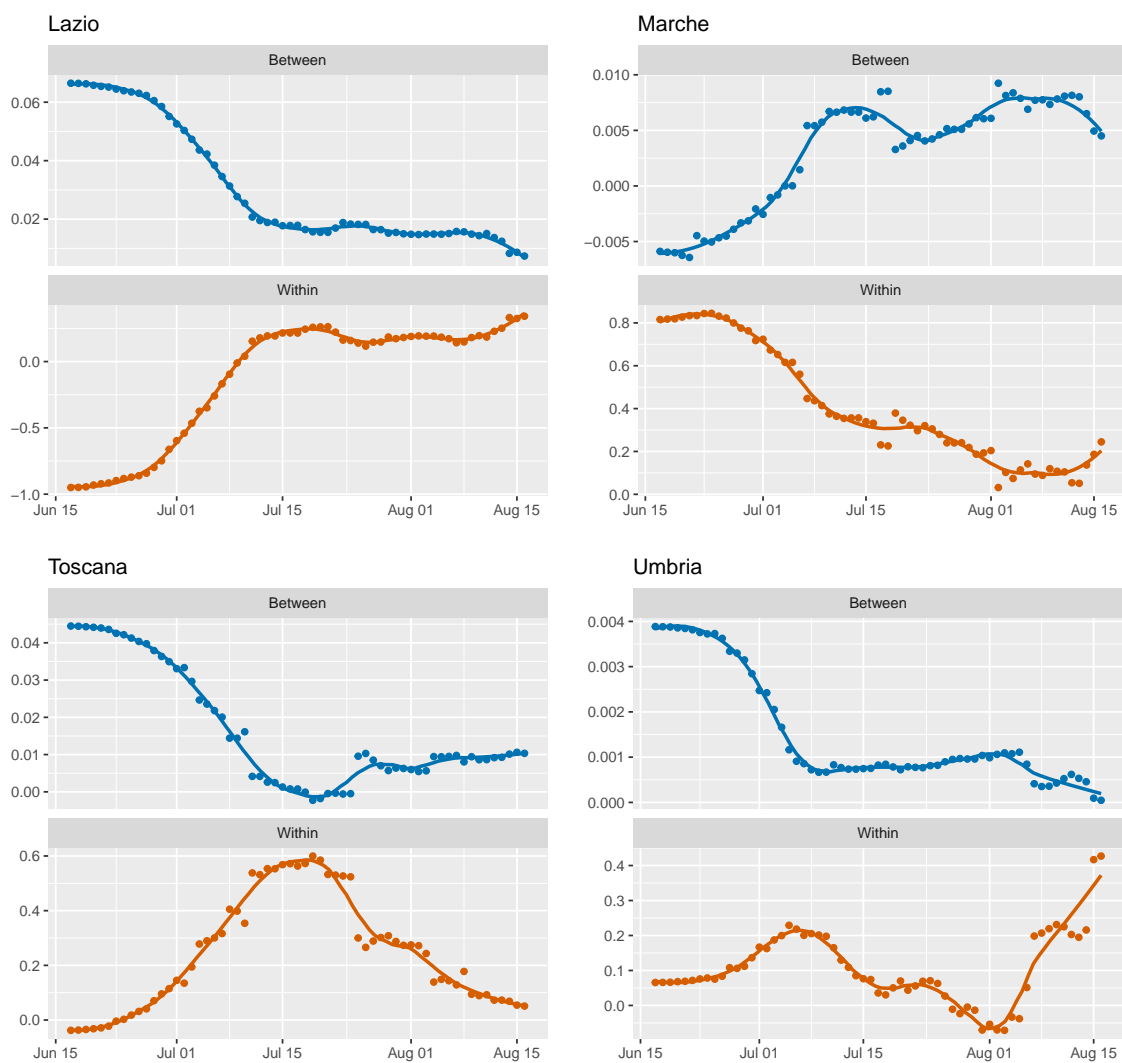 Lazio
Between
0.06
0.04
0.02
Within
0.0
−0.5
−1.0
Jun 15
Jul 01
Jul 15
Aug 01
Aug 15
Marche
Between
0.010
0.005
0.000
−0.005
Within
0.8
0.6
0.4
0.2
0.0
Jun 15
Jul 01
Jul 15
Aug 01
Aug 15
Toscana
Between
0.04
0.03
0.02
0.01
0.00
Within
0.6
0.4
0.2
0.0
Jun 15
Jul 01
Jul 15
Aug 01
Aug 15
Umbria
Between
0.004
0.003
0.002
0.001
0.000
Within
0.4
0.3
0.2
0.1
0.0
Jun 15
Jul 01
Jul 15
Aug 01
Aug 15